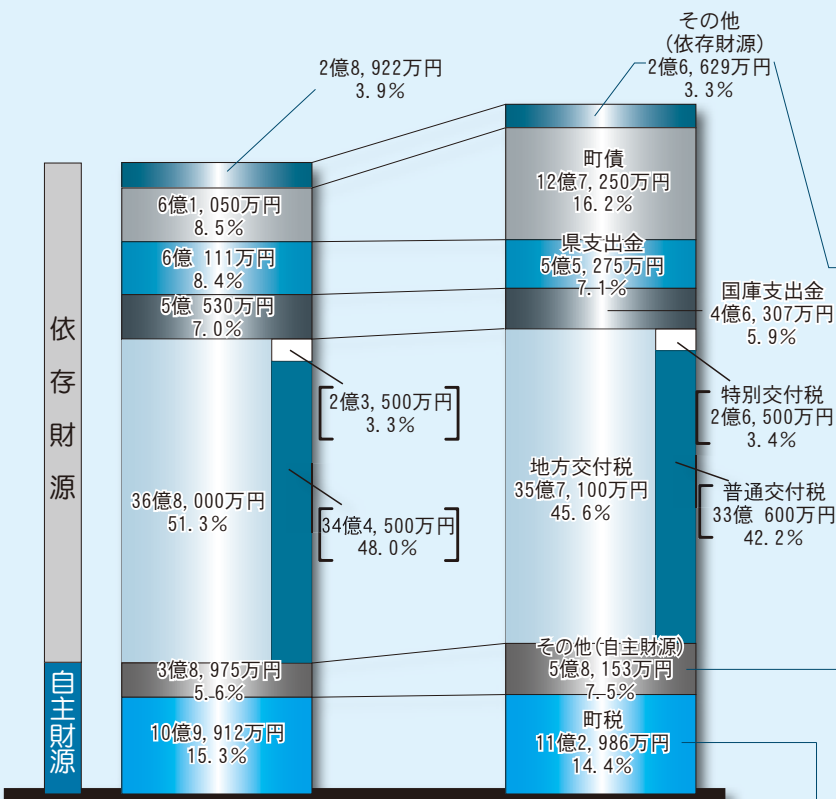 その他
(依存財源)
2億6,629万円
3.3%
2億8,922万円
3.9%
町債
12億7,250万円
16.2%
6億1,050万円
8.5%
県支出金
5億5,275万円
7.1%
6億 111万円
8.4%
国庫支出金
4億6,307万円
5.9%
5億 530万円
7.0%
依存財源
2億3,500万円
3.3%
特別交付税
2億6,500万円
3.4%
36億8,000万円
51.3%
34億4,500万円
48.0%
地方交付税
35億7,100万円
45.6%
普通交付税
33億 600万円
42.2%
自主財源
3億8,975万円
5.6%
その他(自主財源)
5億8,153万円
7.5%
10億9,912万円
15.3%
町税
11億2,986万円
14.4%